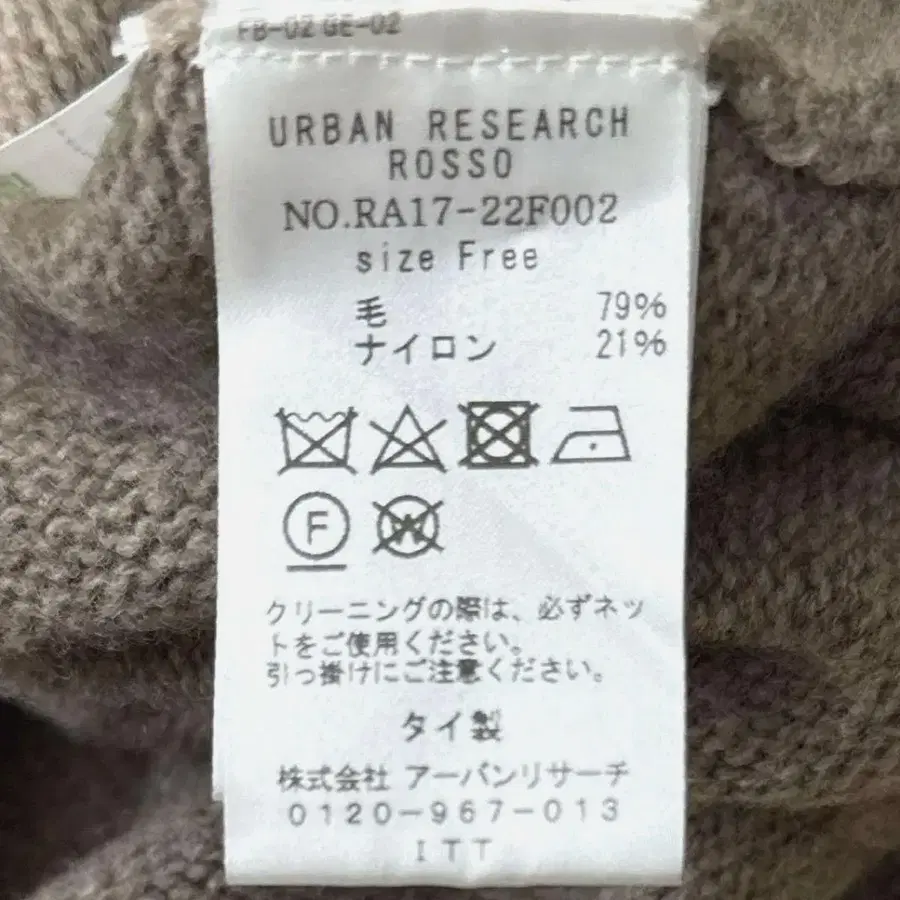 FB-02 GE-02
URBAN RESEARCH
ROSSO
NO.RA17-22F002
size Free
毛 79%
ナイロン 21%
F
W
クリーニングの際は、必ずネッ
トをご使用ください。
引っ掛けにご注意ください。
タイ製
株式会社 アーバンリサーチ
0120-967-013
ITT